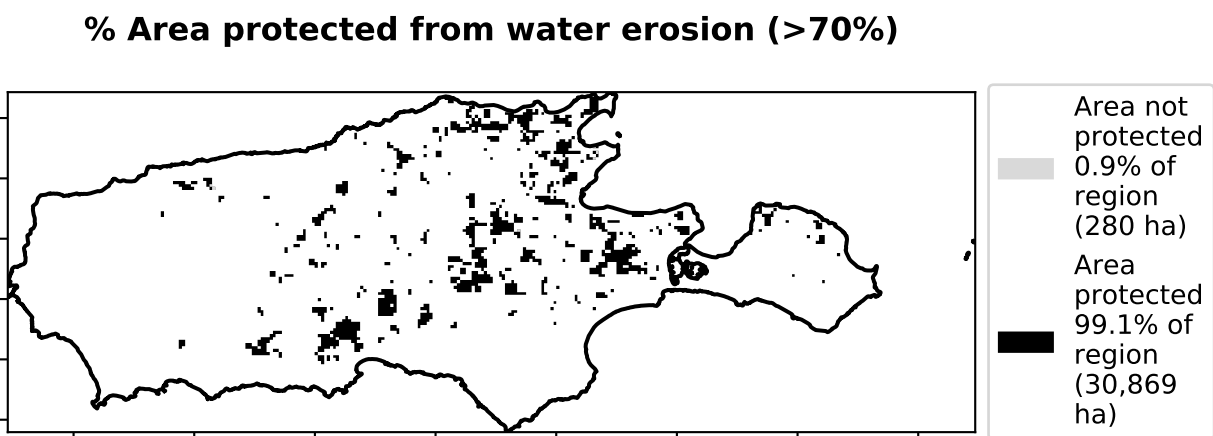 % Area protected from water erosion (>70%)
Area not
protected
0.9% of
region
(280 ha)
Area
protected
99.1% of
region
(30,869
ha)